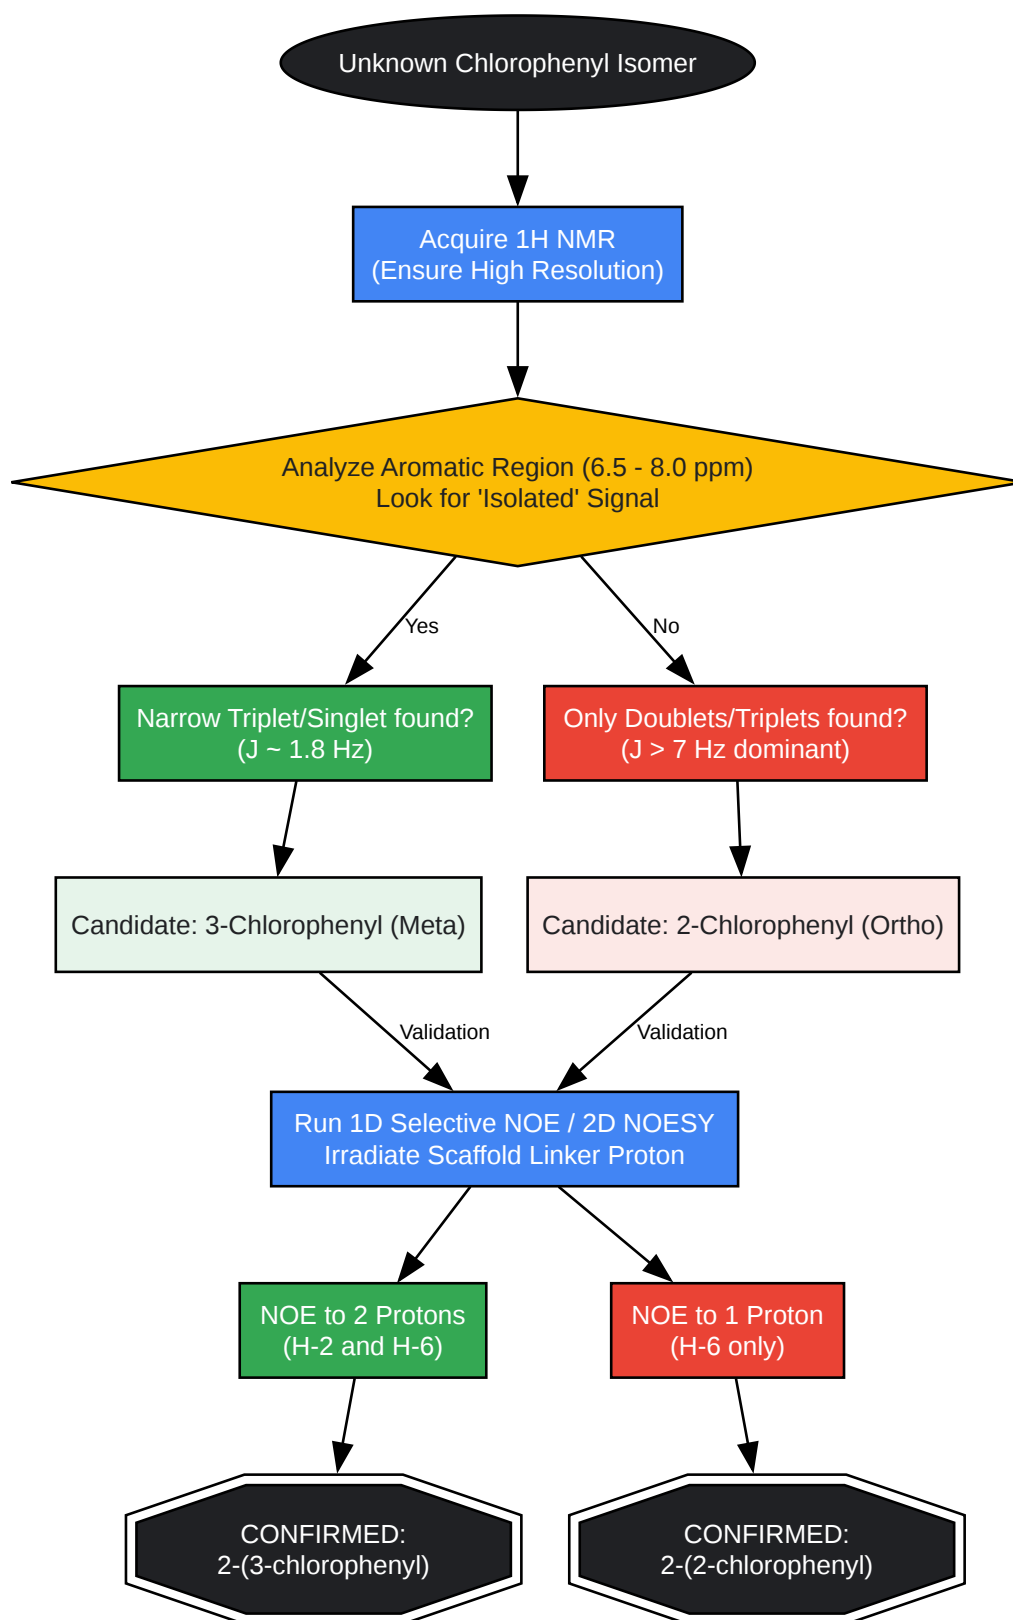 Unknown Chlorophenyl Isomer
Acquire 1H NMR
(Ensure High Resolution)
Analyze Aromatic Region (6.5 - 8.0 ppm)
Look for 'Isolated' Signal
Yes
No
Narrow Triplet/Singlet found?
(J ~ 1.8 Hz)
Only Doublets/Triplets found?
(J > 7 Hz dominant)
Candidate: 3-Chlorophenyl (Meta)
Candidate: 2-Chlorophenyl (Ortho)
Validation
Validation
Run 1D Selective NOE / 2D NOESY
Irradiate Scaffold Linker Proton
NOE to 2 Protons
(H-2 and H-6)
NOE to 1 Proton
(H-6 only)
CONFIRMED:
2-(3-chlorophenyl)
CONFIRMED:
2-(2-chlorophenyl)